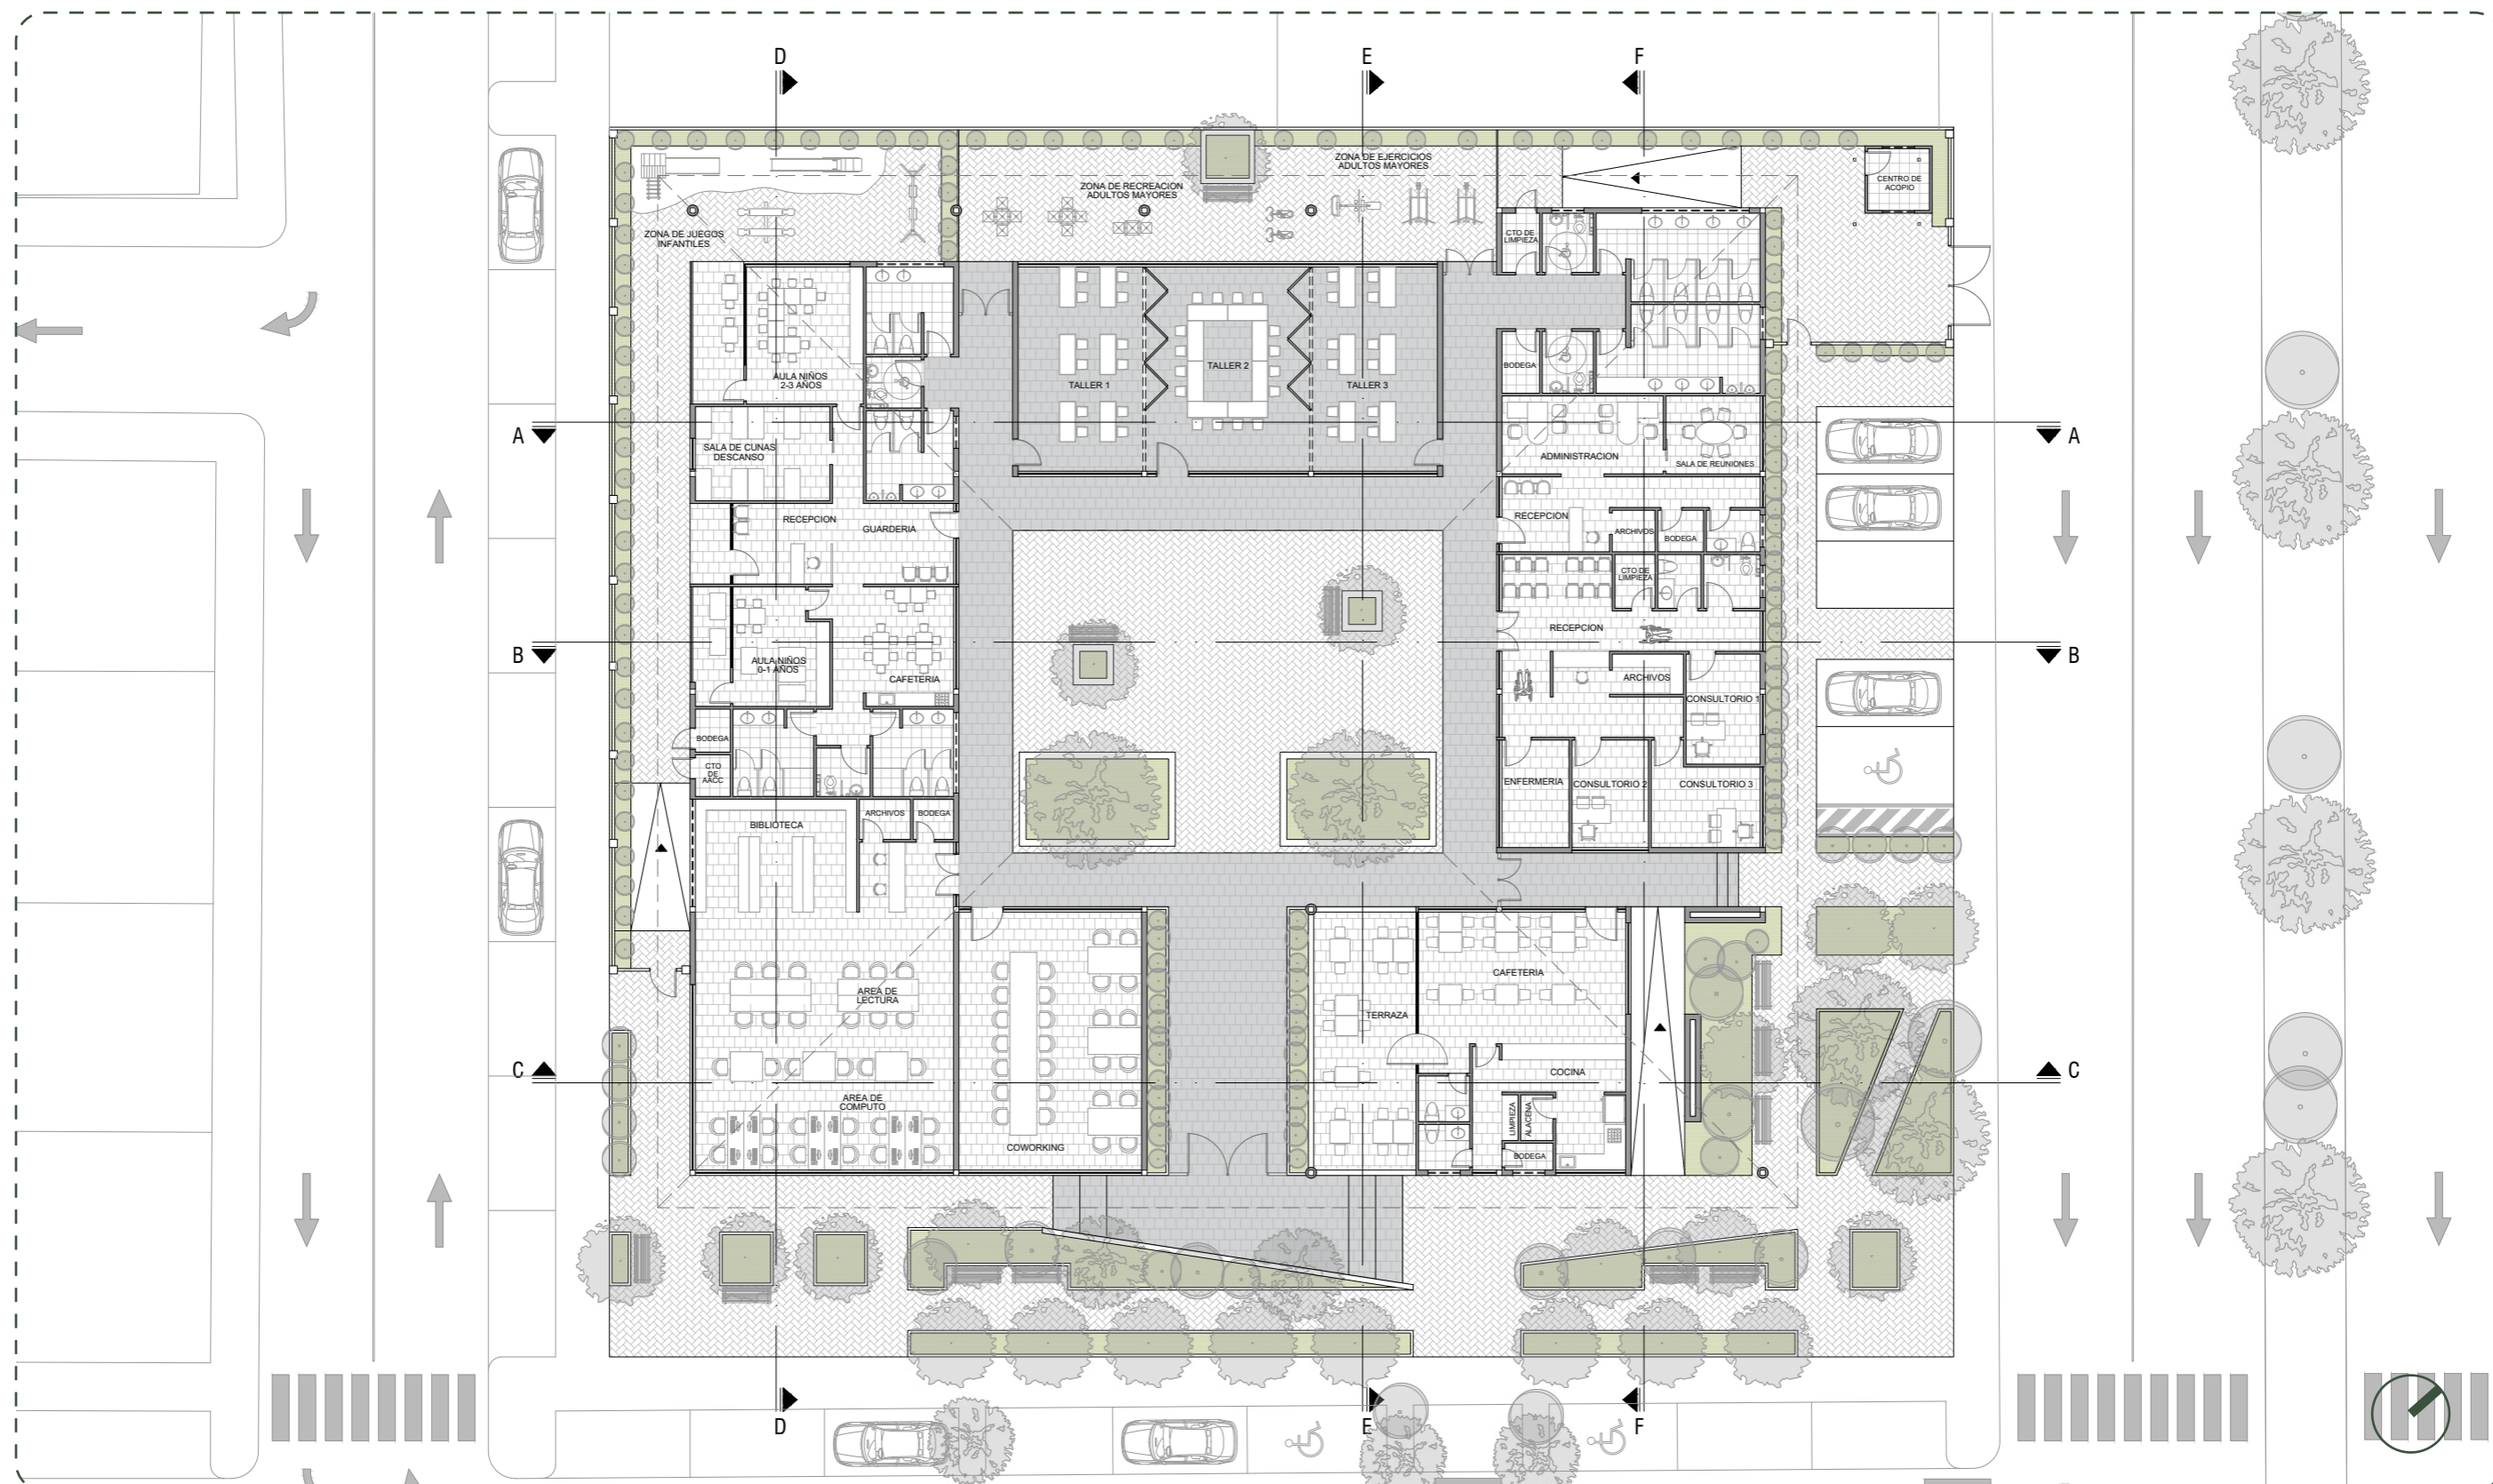 D
E
F
ZONA DE EJERCICIOS
ADULTOS MAYORES
ZONA DE RECREACION
ADULTOS MAYORES
CENTRO DE
ACOPIO
ZONA DE JUEGOS
INFANTILES
CTO DE
LIMPIEZA
AULA NIÑOS
2-3 AÑOS
TALLER 1
TALLER 2
TALLER 3
BODEGA
A
A
SALA DE CUNAS
DESCANSO
ADMINISTRACION
SALA DE REUNIONES
RECEPCION
GUARDERIA
RECEPCION
ARCHIVOS
BODEGA
CTO DE
LIMPIEZA
RECEPCION
B
B
AULA NIÑOS
0-1 AÑOS
CAFETERIA
ARCHIVOS
CONSULTORIO 1
BODEGA
CTO
DE
AACC
ENFERMERIA
CONSULTORIO 2
CONSULTORIO 3
BIBLIOTECA
ARCHIVOS
BODEGA
AREA DE
LECTURA
CAFETERIA
TERRAZA
C
C
COCINA
AREA DE
COMPUTO
LIMPIEZA
ALACENA
COWORKING
BODEGA
D
E
F